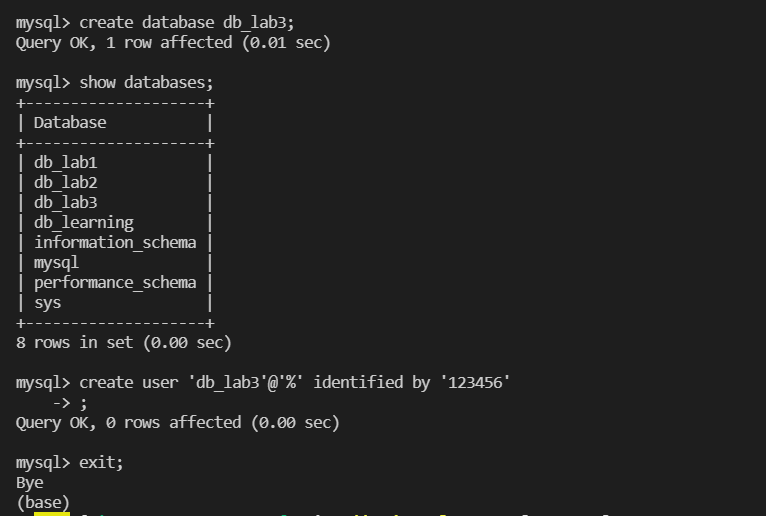 mysql> create database db_lab3;
Query OK, 1 row affected (0.01 sec)
mysql> show databases;
+--------------------+
| Database           |
+--------------------+
| db_lab1            |
| db_lab2            |
| db_lab3            |
| db_learning        |
| information_schema |
| mysql              |
| performance_schema |
| sys                |
+--------------------+
8 rows in set (0.00 sec)
mysql> create user 'db_lab3'@'%' identified by '123456'
    -> ;
Query OK, 0 rows affected (0.00 sec)
mysql> exit;
Bye
(base)